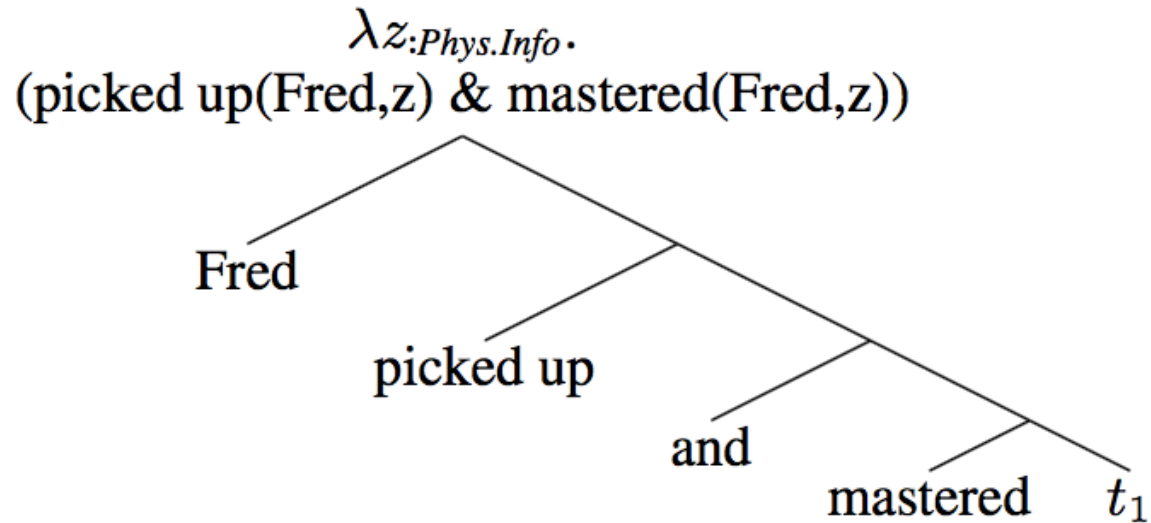 λz:Phys.Info.
(picked up(Fred,z) & mastered(Fred,z))
Fred
picked up
and
mastered t₁